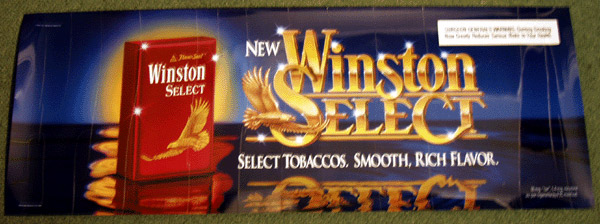 NEW Winston
SELECT
SELECT TOBACCOS. SMOOTH, RICH FLAVOR.
Winston
SELECT
SURGEON GENERAL'S WARNING: Quitting Smoking
Now Greatly Reduces Serious Risks to Your Health.